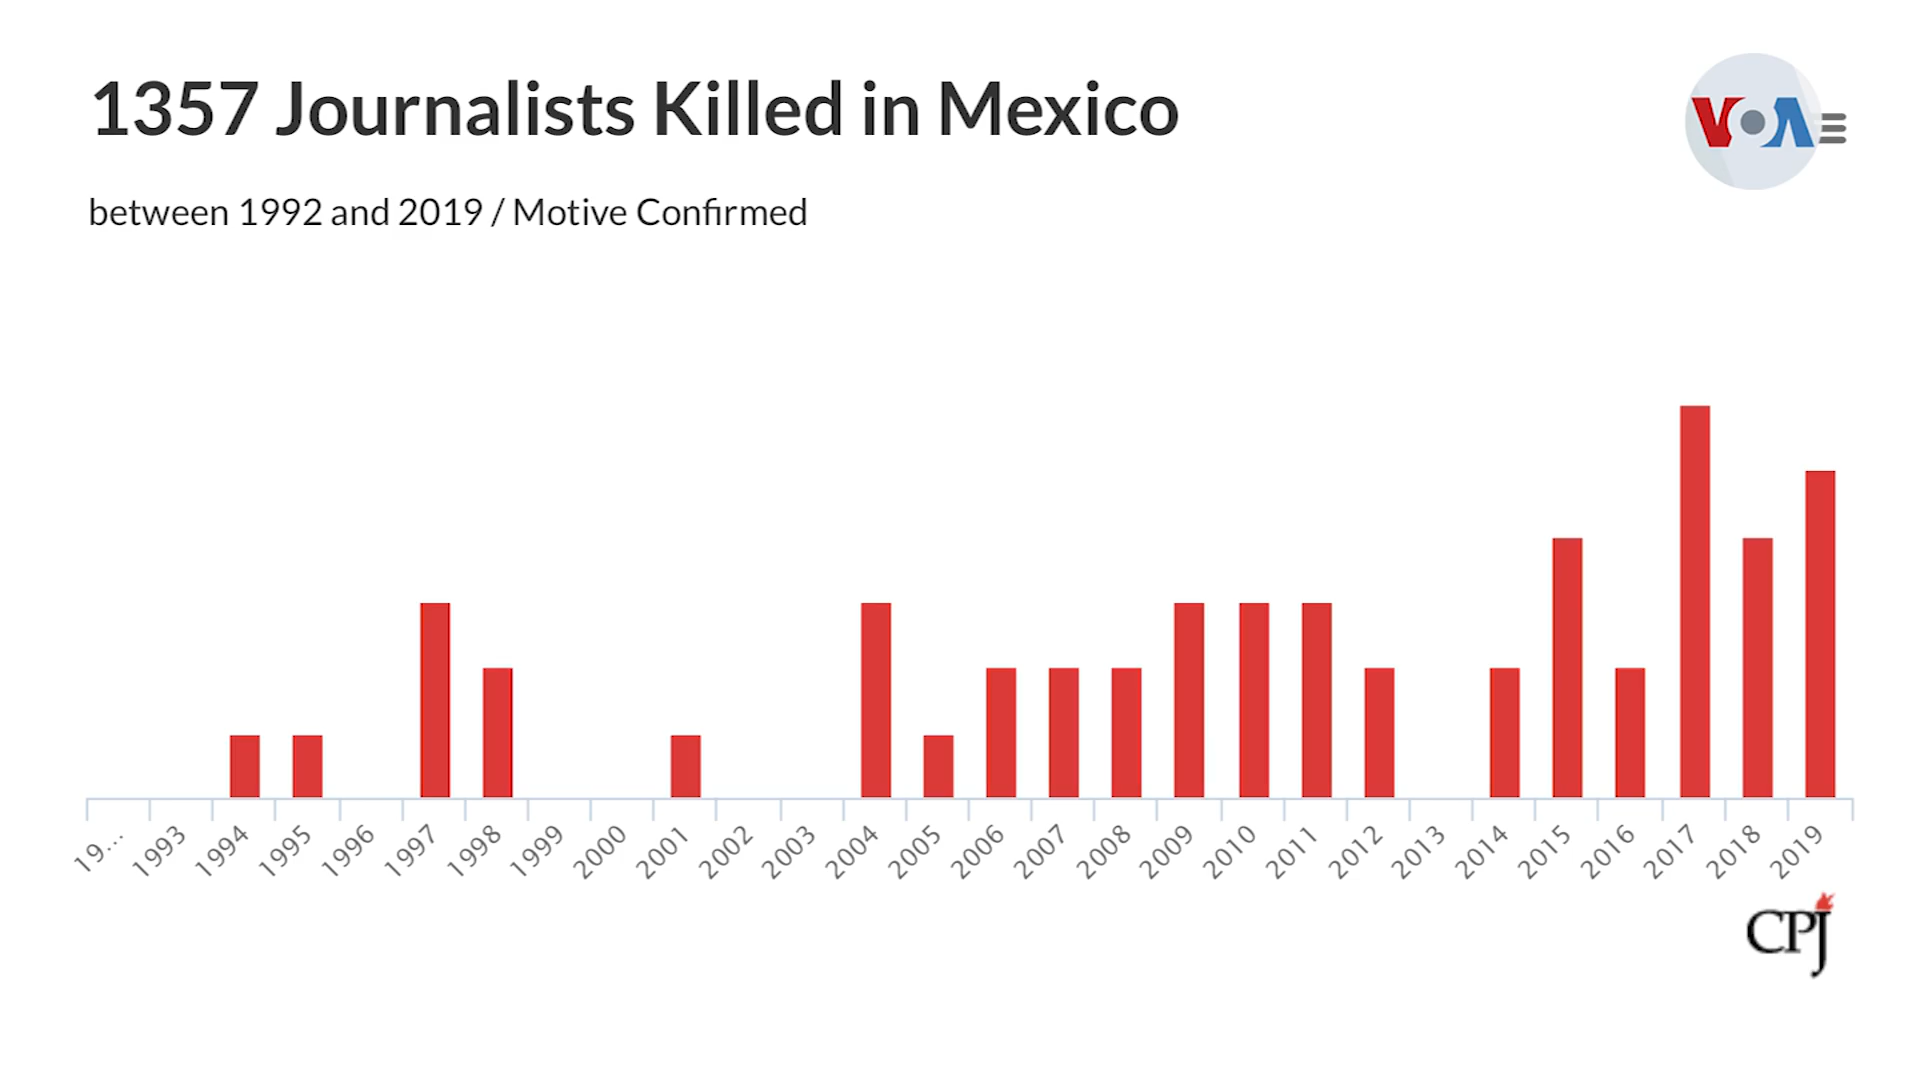 1357 Journalists Killed in Mexico
VOA
between 1992 and 2019 / Motive Confirmed
19... 1993 1994 1995 1996 1997 1998 1999 2000 2001 2002 2003 2004 2005 2006 2007 2008 2009 2010 2011 2012 2013 2014 2015 2016 2017 2018 2019
CPJ